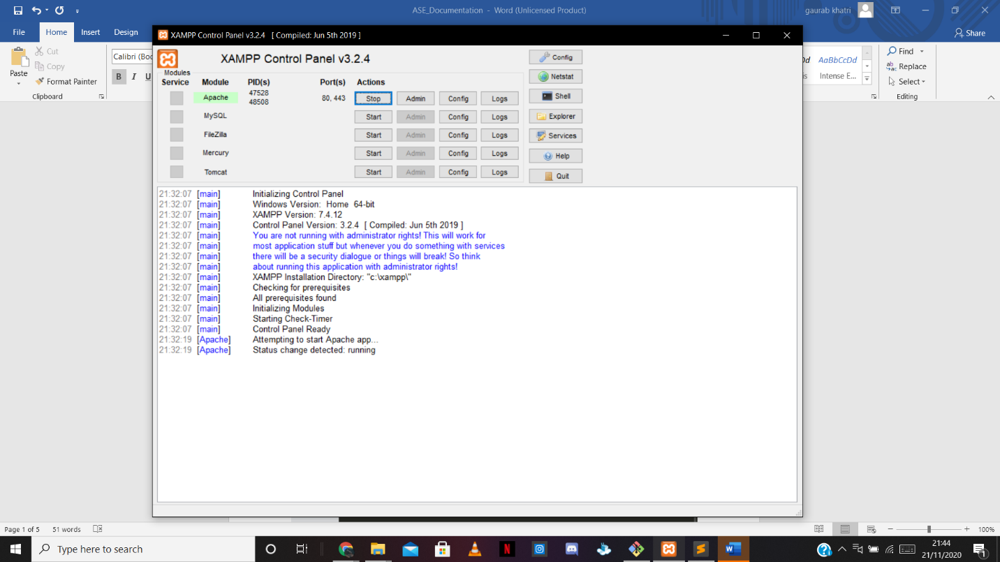 ASE_Documentation - Word (Unlicensed Product)
gaurab khatri
File
Home
Insert
Design
Share
XAMPP Control Panel v3.2.4 [ Compiled: Jun 5th 2019 ]
Paste
Cut
Copy
Format Painter
Clipboard
Calibri (Boc
B I U
AaBbCcDd
Intense E...
Find
Replace
Select
Editing
XAMPP Control Panel v3.2.4
Modules
Service Module PID(s) Port(s) Actions
Apache 47528 48508 80, 443 Stop Admin Config Logs
MySQL Start Admin Config Logs
FileZilla Start Admin Config Logs
Mercury Start Admin Config Logs
Tomcat Start Admin Config Logs
Config
Netstat
Shell
Explorer
Services
Help
Quit
21:32:07 [main] Initializing Control Panel
21:32:07 [main] Windows Version: Home 64-bit
21:32:07 [main] XAMPP Version: 7.4.12
21:32:07 [main] Control Panel Version: 3.2.4 [ Compiled: Jun 5th 2019 ]
21:32:07 [main] You are not running with administrator rights! This will work for
21:32:07 [main] most application stuff but whenever you do something with services
21:32:07 [main] there will be a security dialogue or things will break! So think
21:32:07 [main] about running this application with administrator rights!
21:32:07 [main] XAMPP Installation Directory: "c:\xampp\"
21:32:07 [main] Checking for prerequisites
21:32:07 [main] All prerequisites found
21:32:07 [main] Initializing Modules
21:32:07 [main] Starting Check-Timer
21:32:07 [main] Control Panel Ready
21:32:19 [Apache] Attempting to start Apache app...
21:32:19 [Apache] Status change detected: running
Page 1 of 5 51 words
100%
Type here to search
21:44
21/11/2020
1